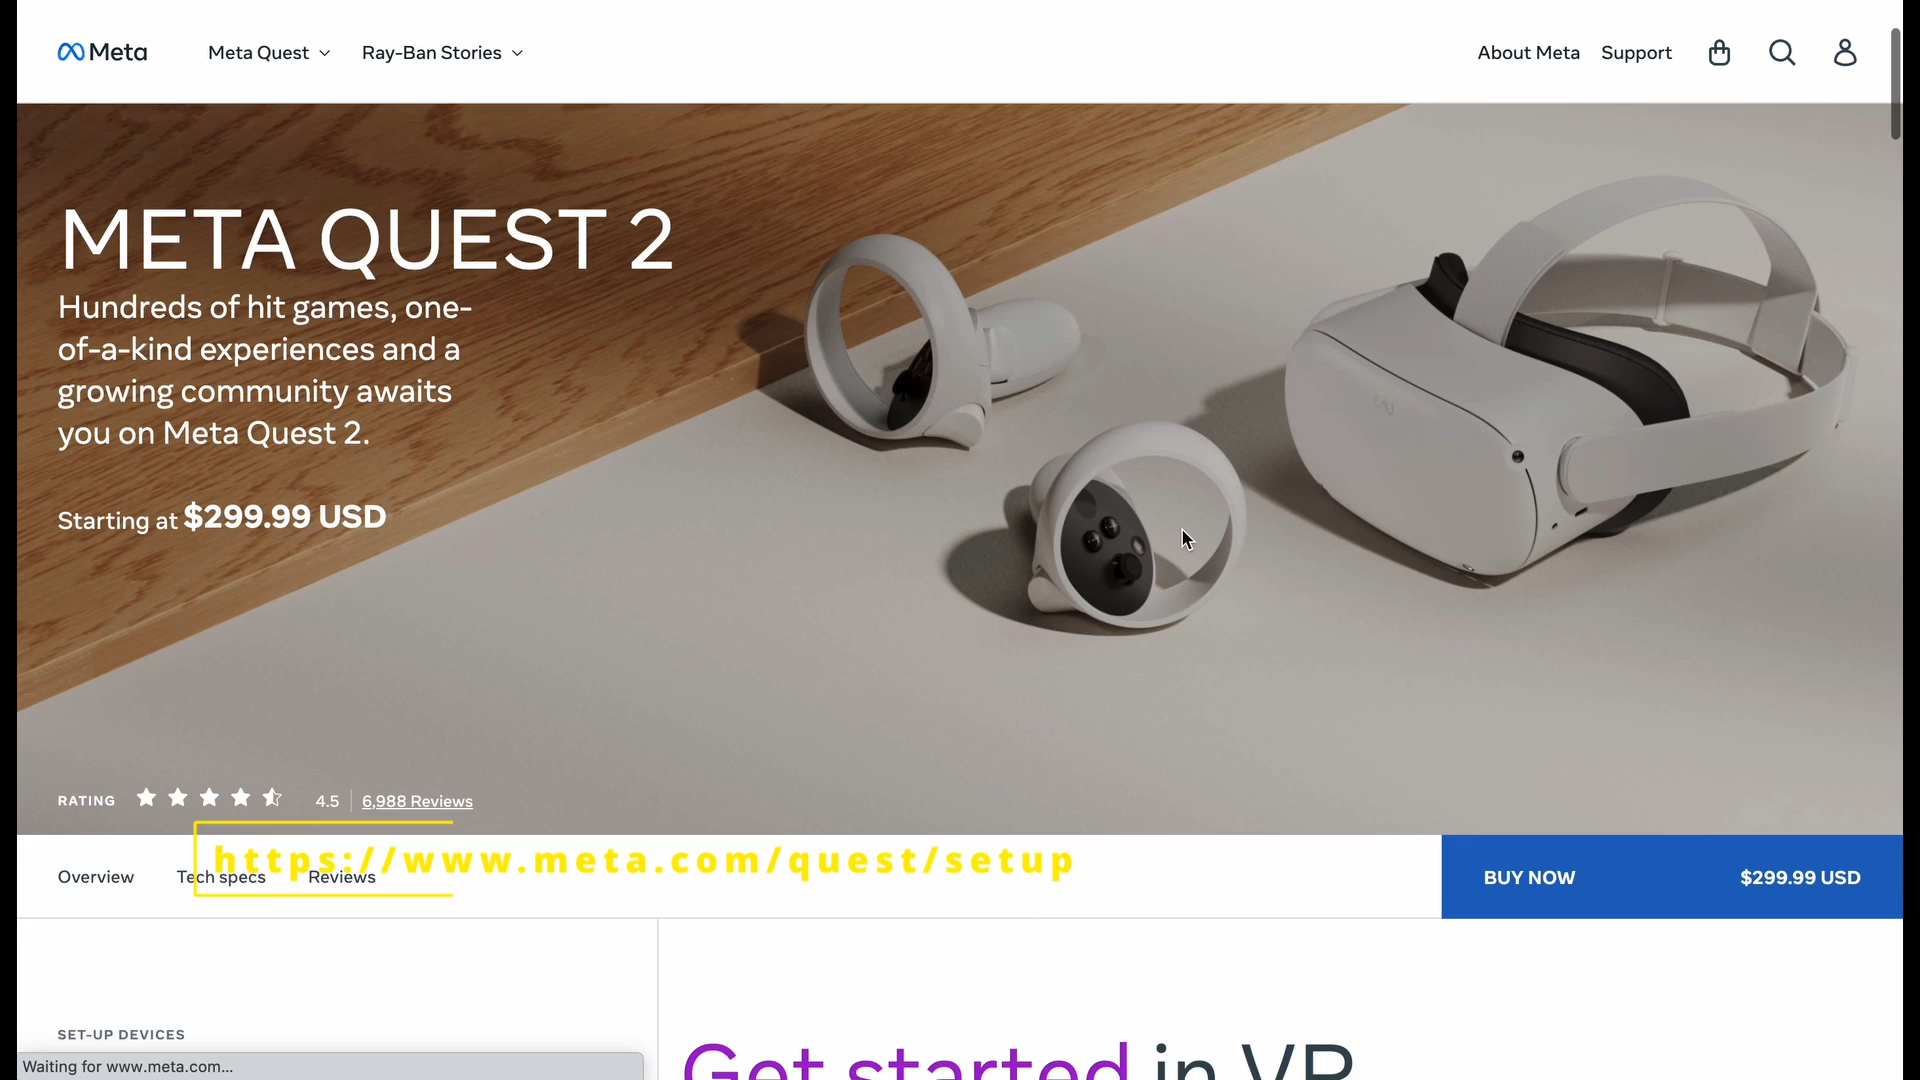 Meta
Meta Quest
Ray-Ban Stories
About Meta
Support
META QUEST 2
Hundreds of hit games, one-
of-a-kind experiences and a
growing community awaits
you on Meta Quest 2.
Starting at $299.99 USD
RATING
4.5
6,988 Reviews
https://www.meta.com/quest/setup
Overview
Tech specs
Reviews
BUY NOW
$299.99 USD
SET-UP DEVICES
Get started in VR
Waiting for www.meta.com...